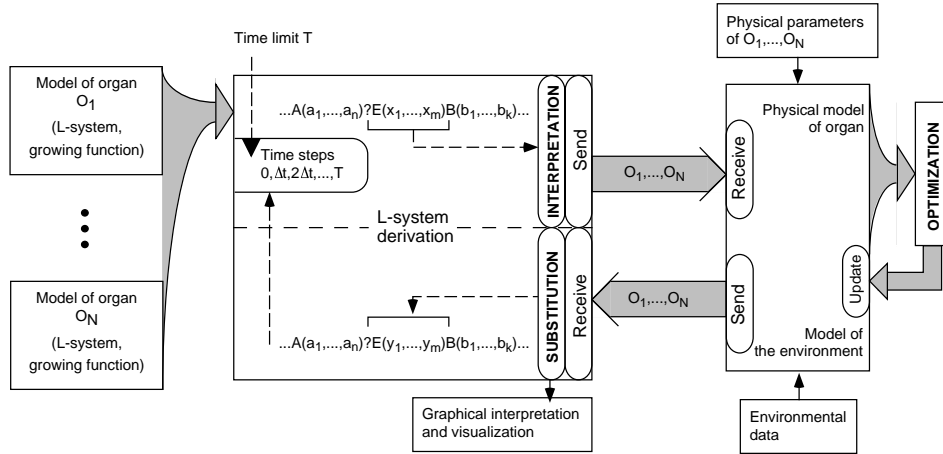 Model of organ
O1
(L-system,
growing function)
Model of organ
ON
(L-system,
growing function)
Time limit T
...A(a1,...,an)?E(x1,...,xm)B(b1,...,bk)...
Time steps
0,Δt,2Δt,...,T
L-system
derivation
...A(a1,...,an)?E(y1,...,ym)B(b1,...,bk)...
INTERPRETATION
Send
SUBSTITUTION
Receive
Graphical interpretation
and visualization
O1,...,ON
O1,...,ON
Physical parameters
of O1,...,ON
Physical model
of organ
Receive
Send
Update
Model of
the environment
OPTIMIZATION
Environmental
data